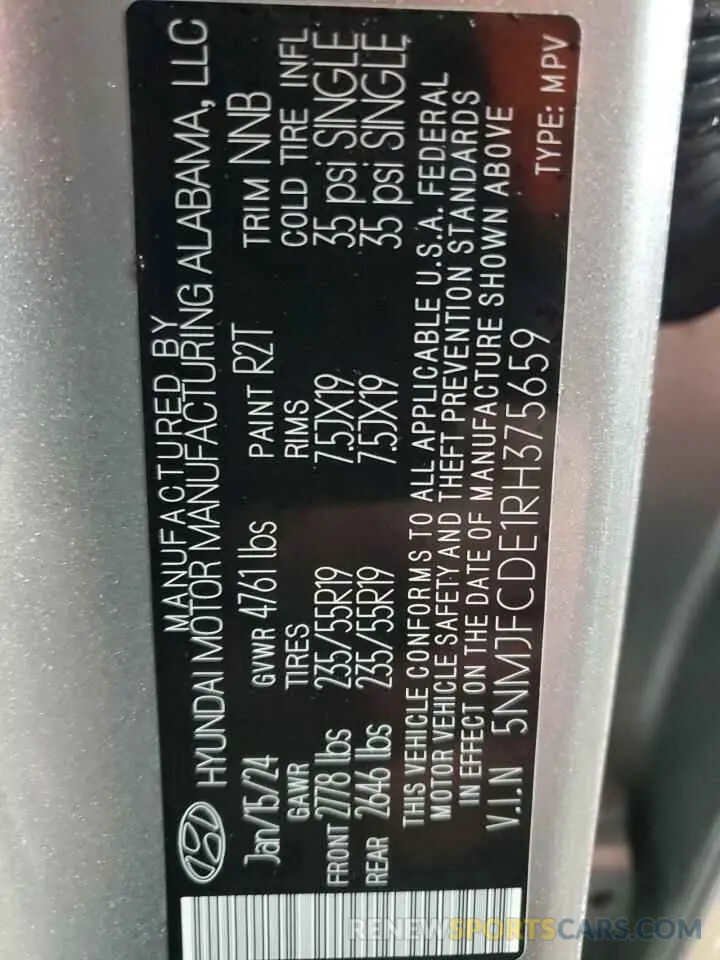 MANUFACTURED BY
HYUNDAI MOTOR MANUFACTURING ALABAMA, LLC
Jan/15/24 GVWR 4761 lbs PAINT R2T TRIM NNB
GAWR TIRES RIMS COLD TIRE INFL
FRONT 2778 lbs 235/55R19 7.5JX19 35 psi SINGLE
REAR 2646 lbs 235/55R19 7.5JX19 35 psi SINGLE
THIS VEHICLE CONFORMS TO ALL APPLICABLE U.S.A. FEDERAL
MOTOR VEHICLE SAFETY AND THEFT PREVENTION STANDARDS
IN EFFECT ON THE DATE OF MANUFACTURE SHOWN ABOVE
V.I.N 5NMJFCDE1RH375659 TYPE: MPV
RENEWSPORTSCARS.COM